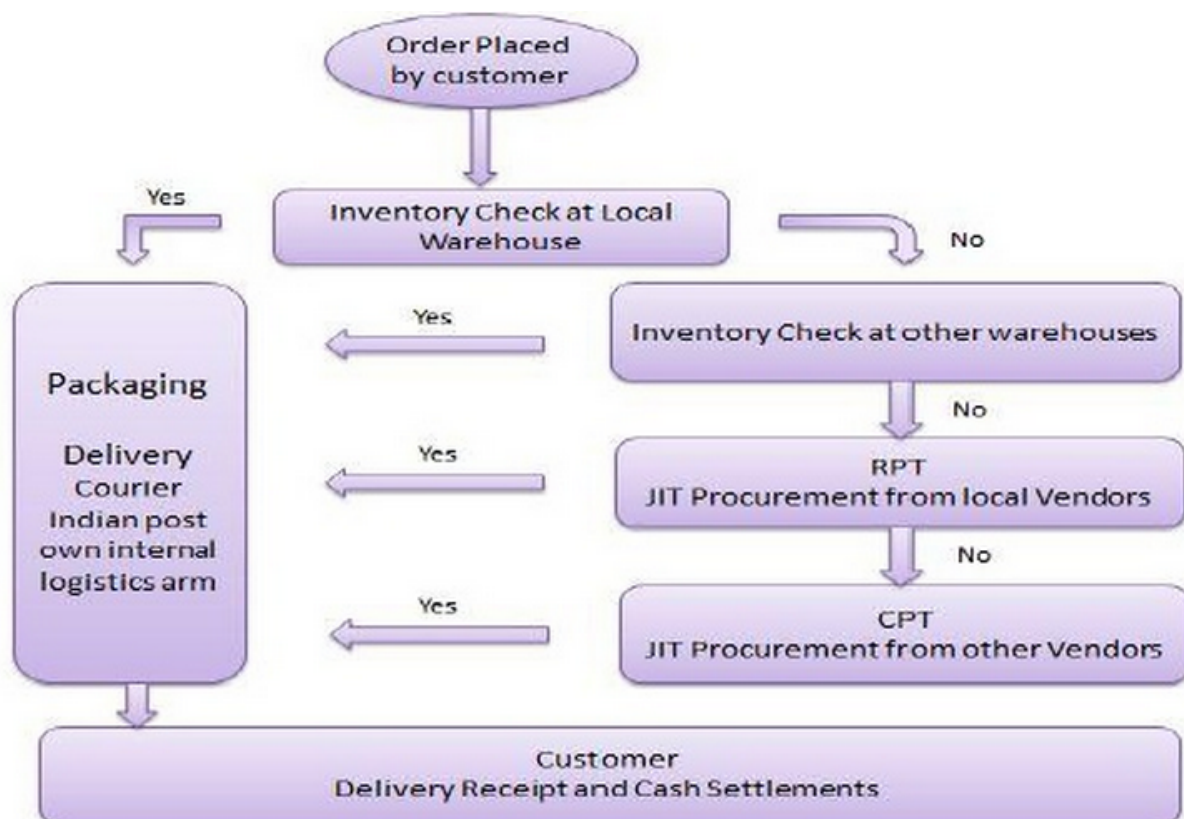 Order Placed
by customer
Yes
Inventory Check at Local
Warehouse
No
Inventory Check at other warehouses
Yes
No
Packaging
Delivery
Courier
Indian post
own internal
logistics arm
Yes
RPT
JIT Procurement from local Vendors
No
Yes
CPT
JIT Procurement from other Vendors
Customer
Delivery Receipt and Cash Settlements